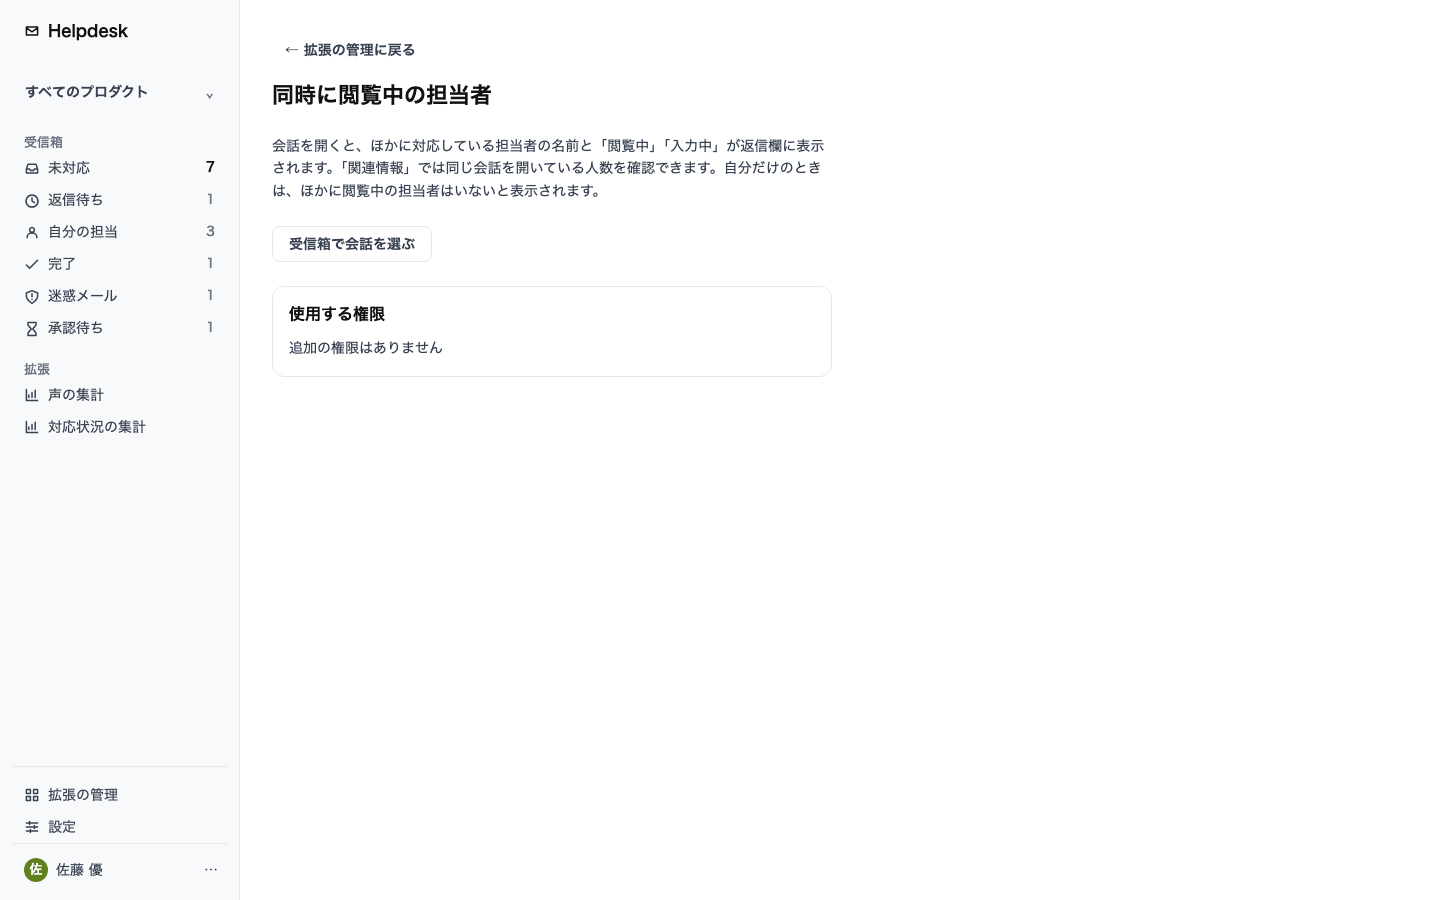 Helpdesk
すべてのプロダクト
受信箱
未対応 7
返信待ち 1
自分の担当 3
完了 1
迷惑メール 1
承認待ち 1
拡張
声の集計
対応状況の集計
拡張の管理
設定
佐 佐藤 優 …
← 拡張の管理に戻る
同時に閲覧中の担当者
会話を開くと、ほかに対応している担当者の名前と「閲覧中」「入力中」が返信欄に表示
されます。「関連情報」では同じ会話を開いている人数を確認できます。自分だけのとき
は、ほかに閲覧中の担当者はいないと表示されます。
受信箱で会話を選ぶ
使用する権限
追加の権限はありません